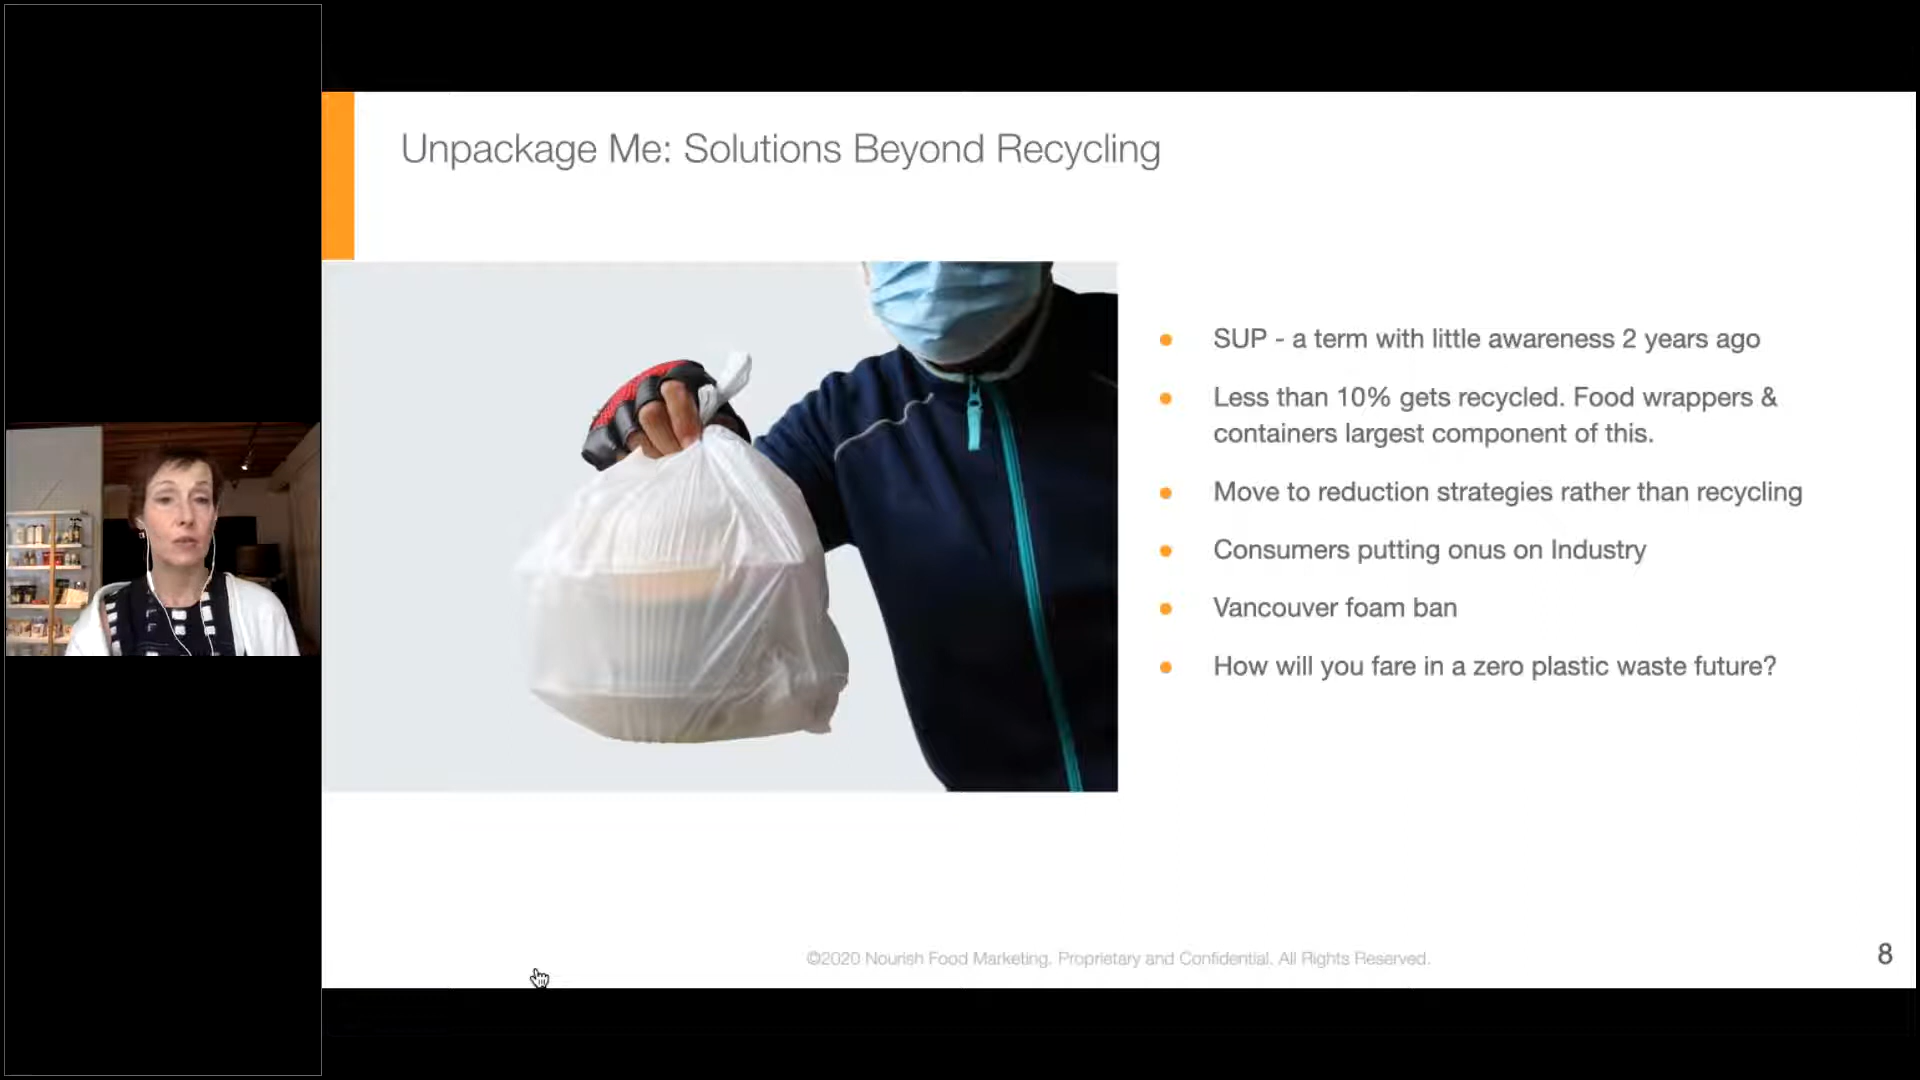 Unpackage Me: Solutions Beyond Recycling
SUP - a term with little awareness 2 years ago
Less than 10% gets recycled. Food wrappers &
containers largest component of this.
Move to reduction strategies rather than recycling
Consumers putting onus on Industry
Vancouver foam ban
How will you fare in a zero plastic waste future?
©2020 Nourish Food Marketing. Proprietary and Confidential. All Rights Reserved.
8